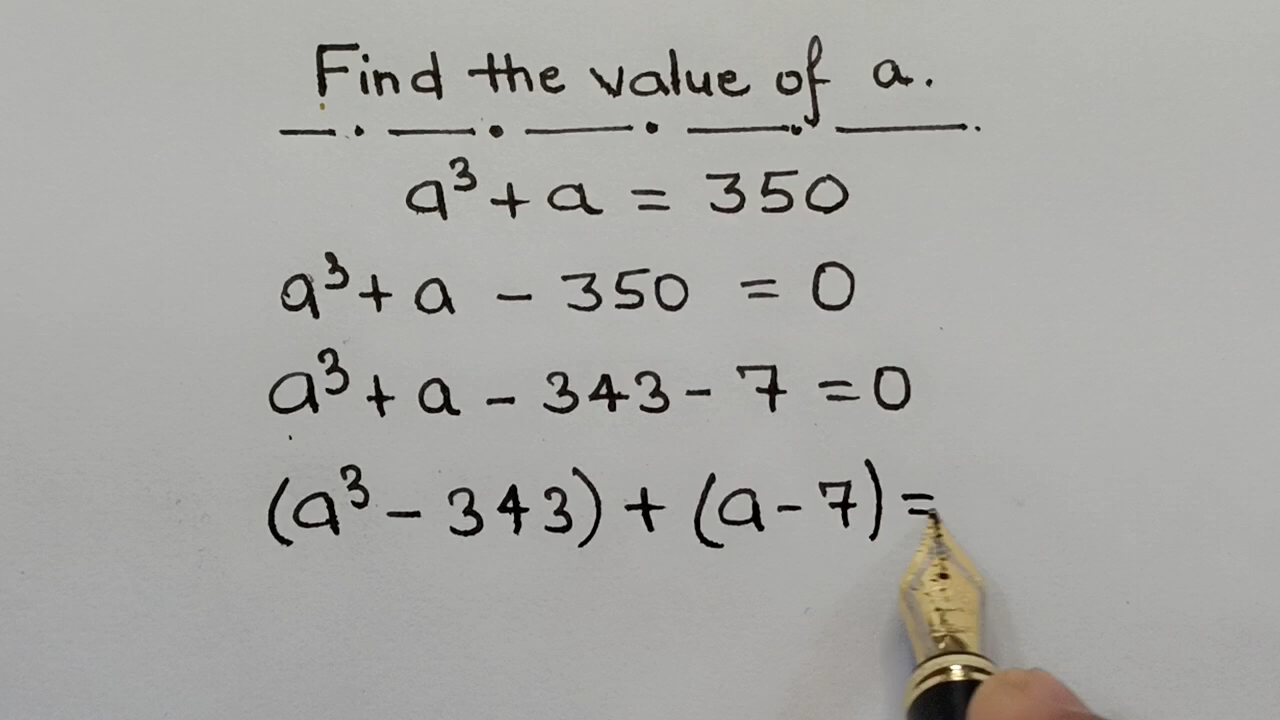 Find the value of a.
a³ + a = 350
a³ + a - 350 = 0
a³ + a - 343 - 7 = 0
(a³ - 343) + (a - 7) =